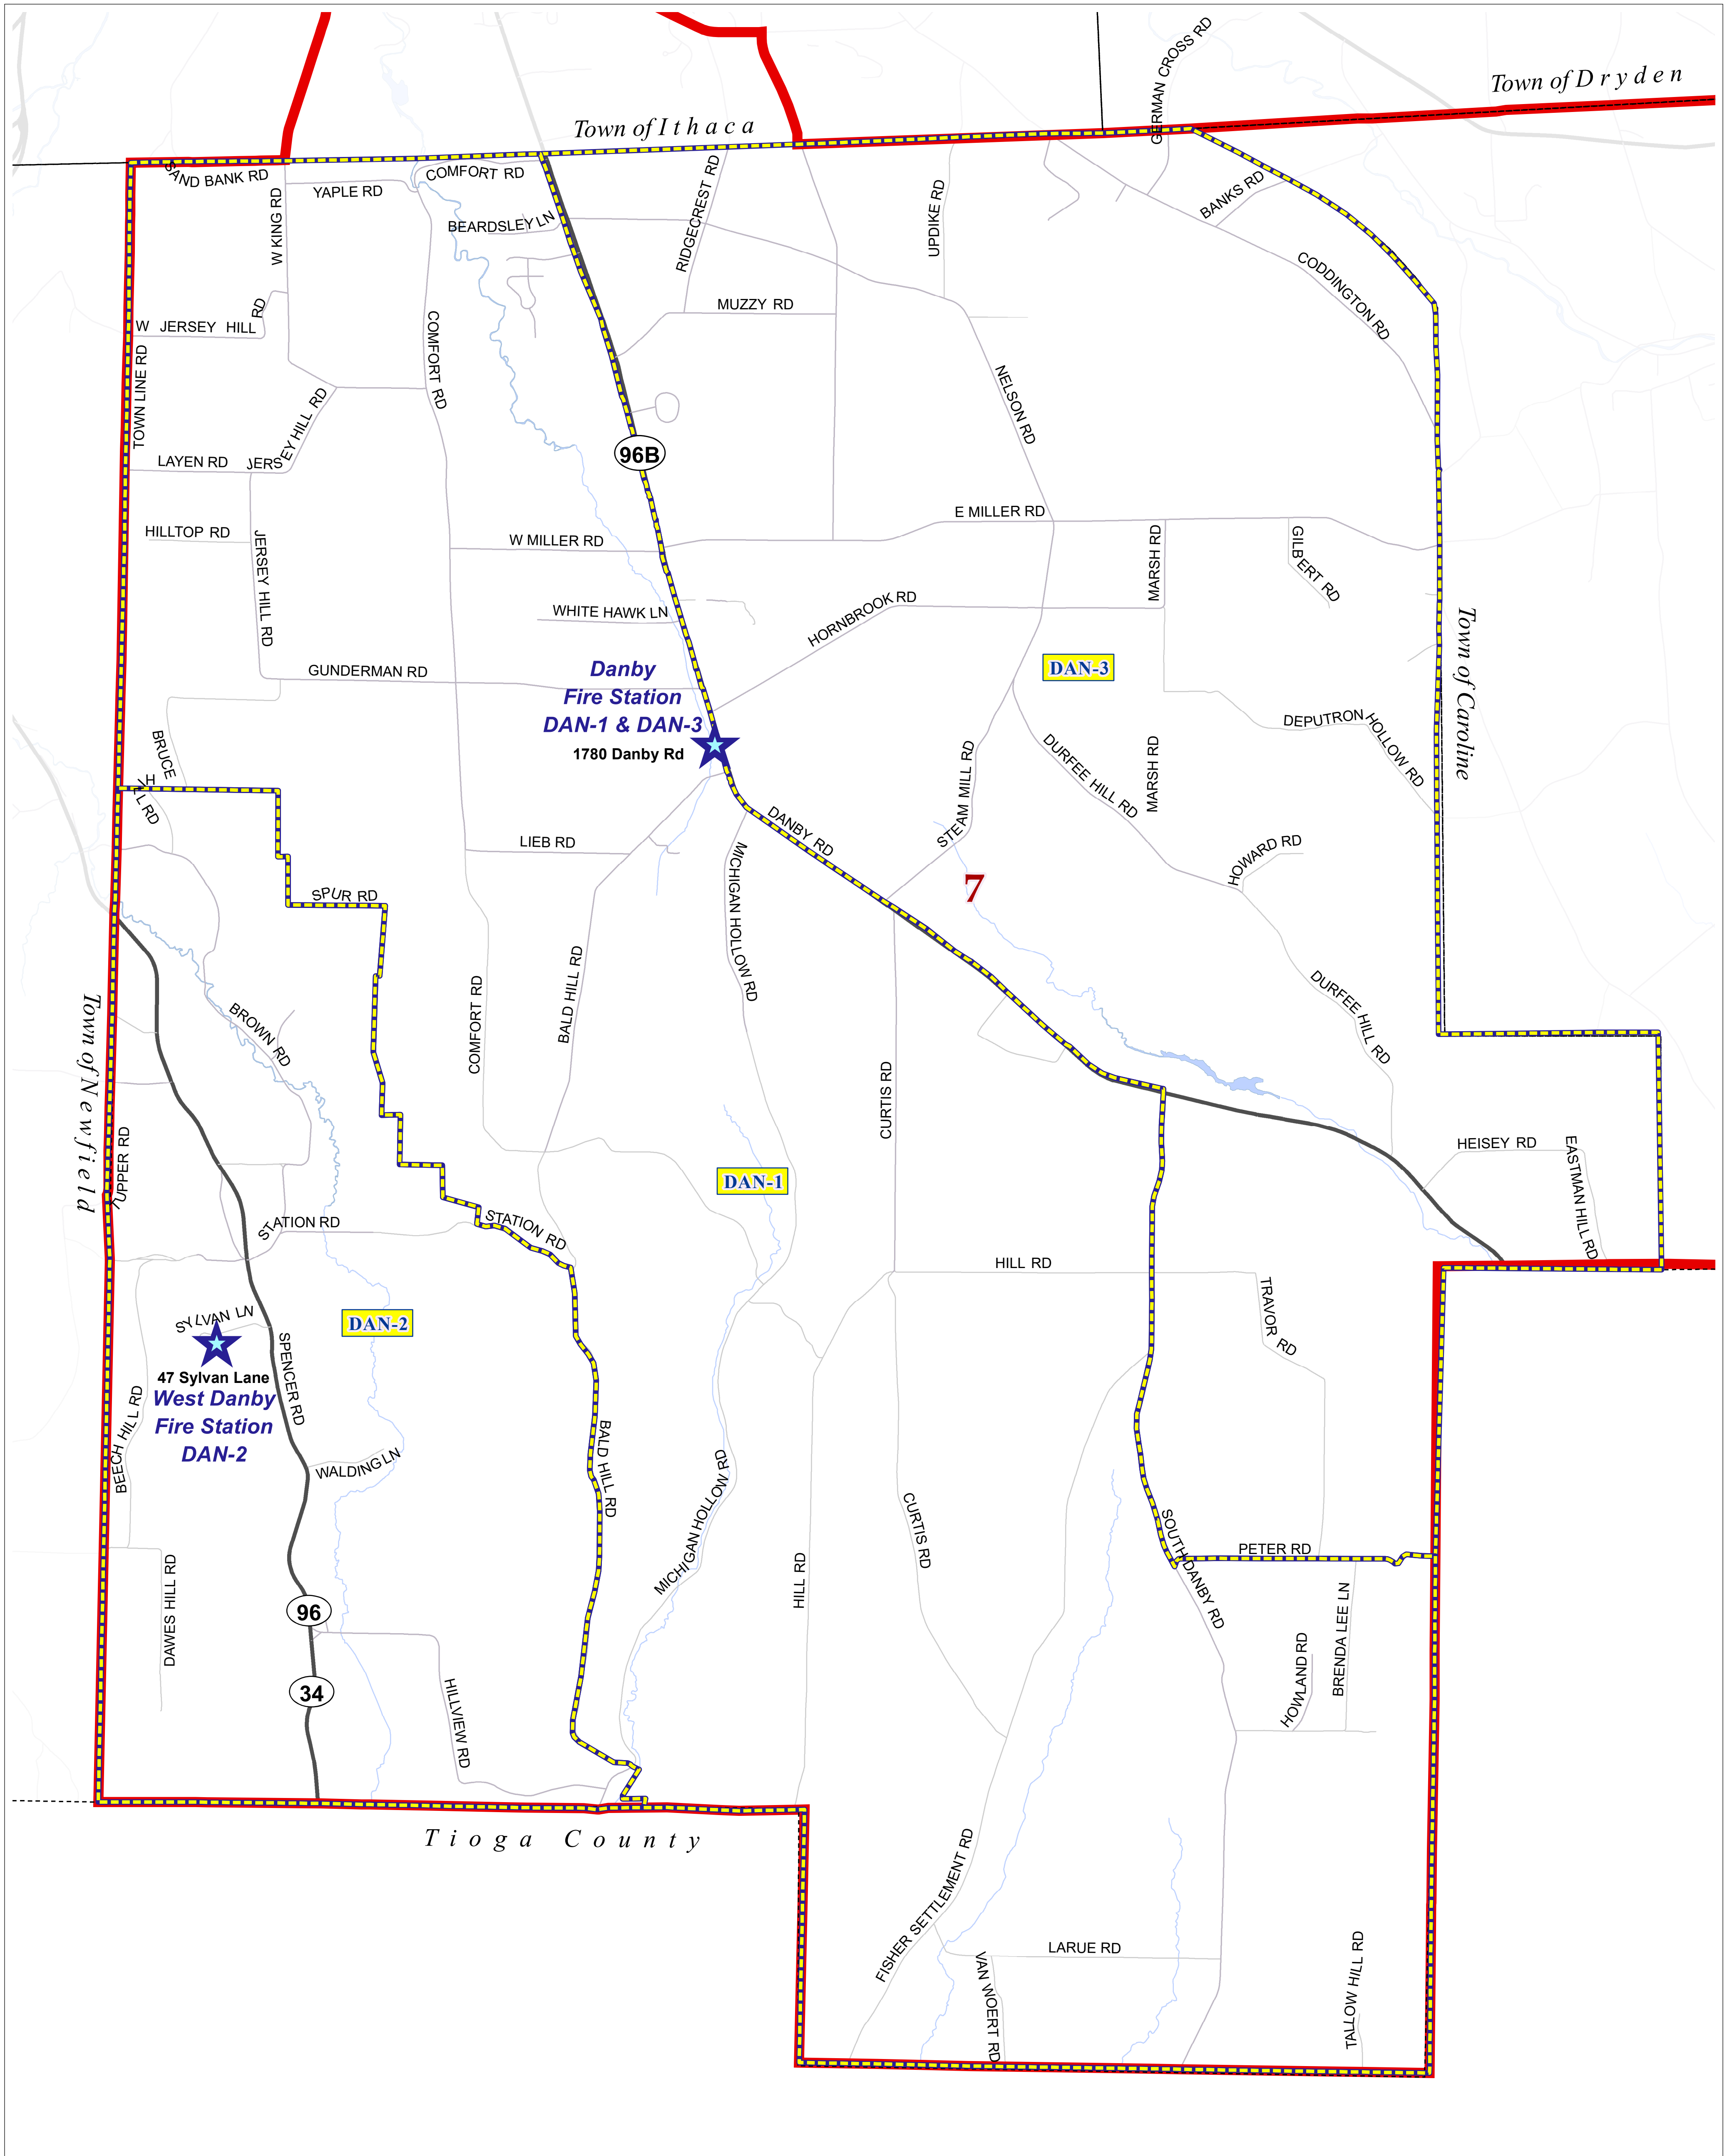 GERMAN CROSS RD
Town of Dryden
Town of Ithaca
SAND BANK RD
YAPLE RD
COMFORT RD
W KING RD
BEARDSLEY LN
RIDGECREST RD
UPDIKE RD
BANKS RD
CODDINGTON RD
W JERSEY HILL RD
MUZZY RD
TOWN LINE RD
COMFORT RD
NELSON RD
JERSEY HILL RD
96B
LAYEN RD
HILLTOP RD
JERSEY HILL RD
W MILLER RD
E MILLER RD
MARSH RD
GILBERT RD
WHITE HAWK LN
HORNBROOK RD
Town of Caroline
GUNDERMAN RD
Danby
Fire Station
DAN-1 & DAN-3
1780 Danby Rd
DAN-3
DEPUTRON HOLLOW RD
BRUCE HILL RD
DURFEE HILL RD
MARSH RD
STEAM MILL RD
DANBY RD
LIEB RD
MICHIGAN HOLLOW RD
HOWARD RD
7
SPUR RD
BALD HILL RD
COMFORT RD
DURFEE HILL RD
Town of Newfield
BROWN RD
CURTIS RD
TUPPER RD
HEISEY RD
EASTMAN HILL RD
DAN-1
STATION RD
STATION RD
HILL RD
TRAVOR RD
SYLVAN LN
DAN-2
SPENCER RD
47 Sylvan Lane
West Danby
Fire Station
DAN-2
BEECH HILL RD
WALDING LN
BALD HILL RD
MICHIGAN HOLLOW RD
CURTIS RD
SOUTH DANBY RD
PETER RD
DAWES HILL RD
HILL RD
BRENDA LEE LN
HOWLAND RD
96
34
HILLVIEW RD
Tioga County
FISHER SETTLEMENT RD
LARUE RD
VAN WOERT RD
TALLOW HILL RD